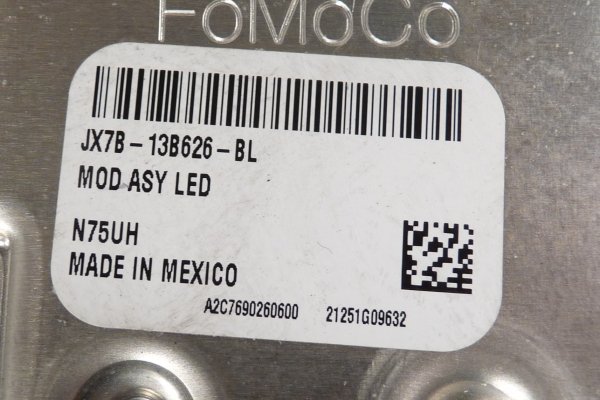 FoMoCo
JX7B-13B626-BL
MOD ASY LED
N75UH
MADE IN MEXICO
A2C7690260600 21251G09632